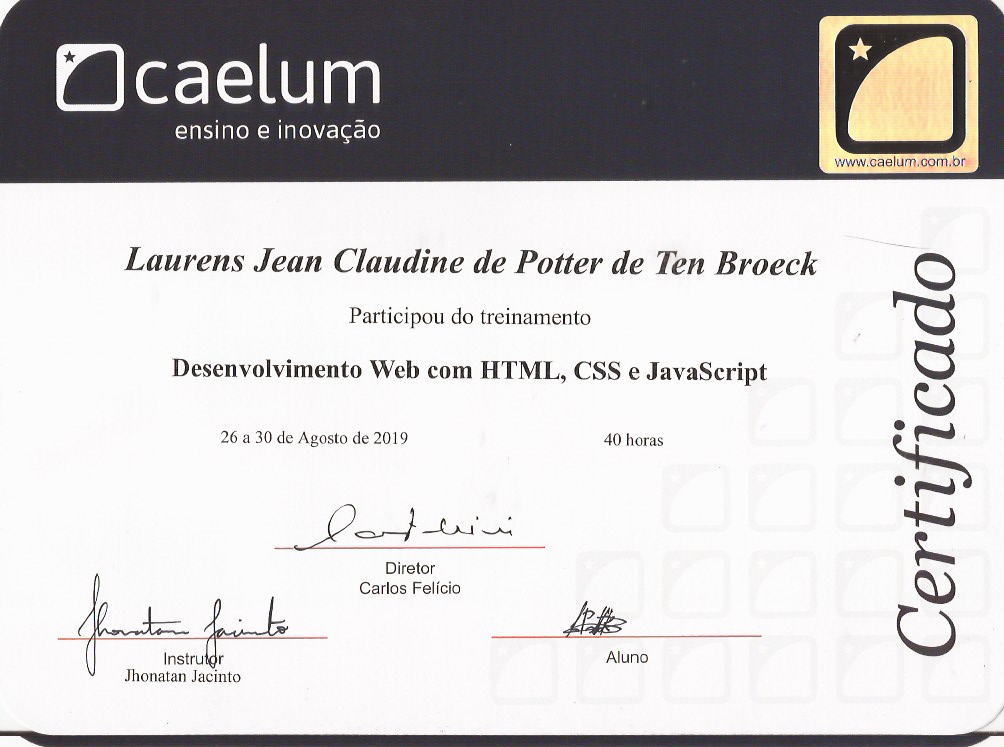 caelum
ensino e inovação
www.caelum.com.br
Laurens Jean Claudine de Potter de Ten Broeck
Participou do treinamento
Desenvolvimento Web com HTML, CSS e JavaScript
26 a 30 de Agosto de 2019
40 horas
Certificado
Diretor
Carlos Felício
Jhonatan Jacinto
Instrutor
Jhonatan Jacinto
Aluno